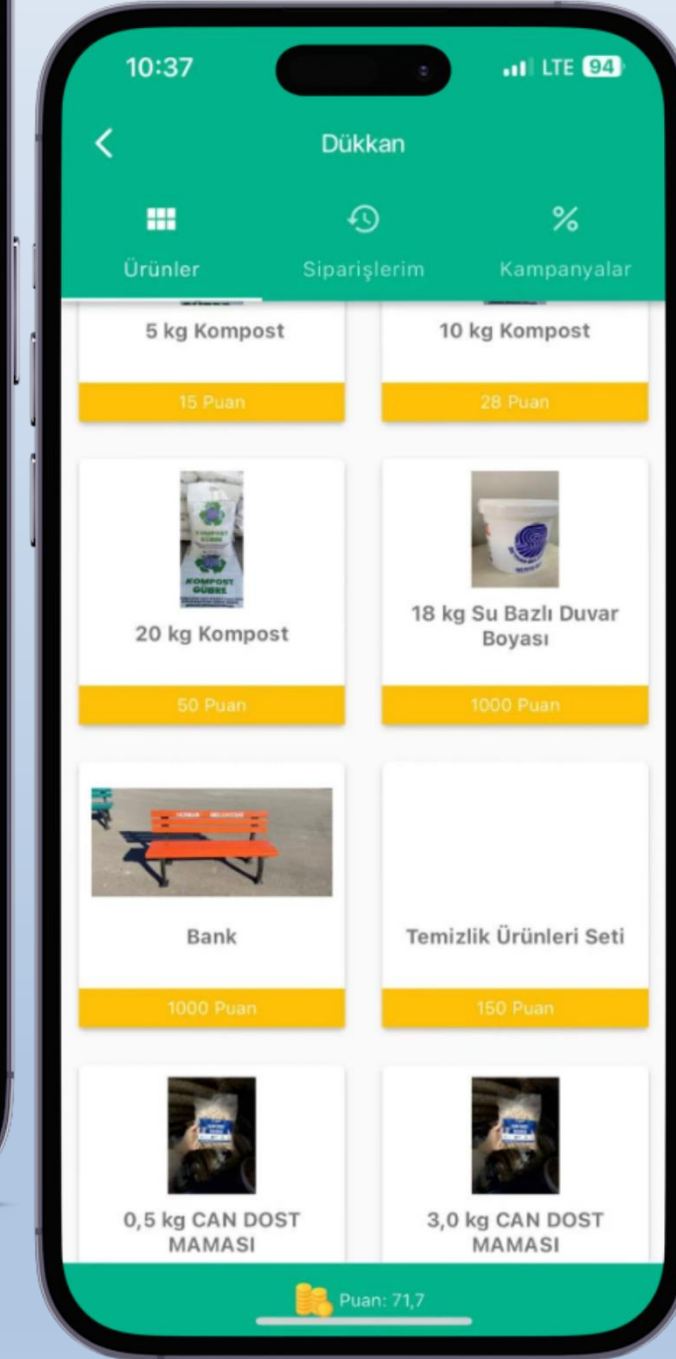 10:37
LTE 94
Dükkan
Ürünler
Siparişlerim
Kampanyalar
5 kg Kompost
10 kg Kompost
15 Puan
28 Puan
KOMPOST
GÜBRE
20 kg Kompost
18 kg Su Bazlı Duvar
Boyası
50 Puan
1000 Puan
Bank
Temizlik Ürünleri Seti
1000 Puan
150 Puan
0,5 kg CAN DOST
MAMASI
3,0 kg CAN DOST
MAMASI
Puan: 71,7